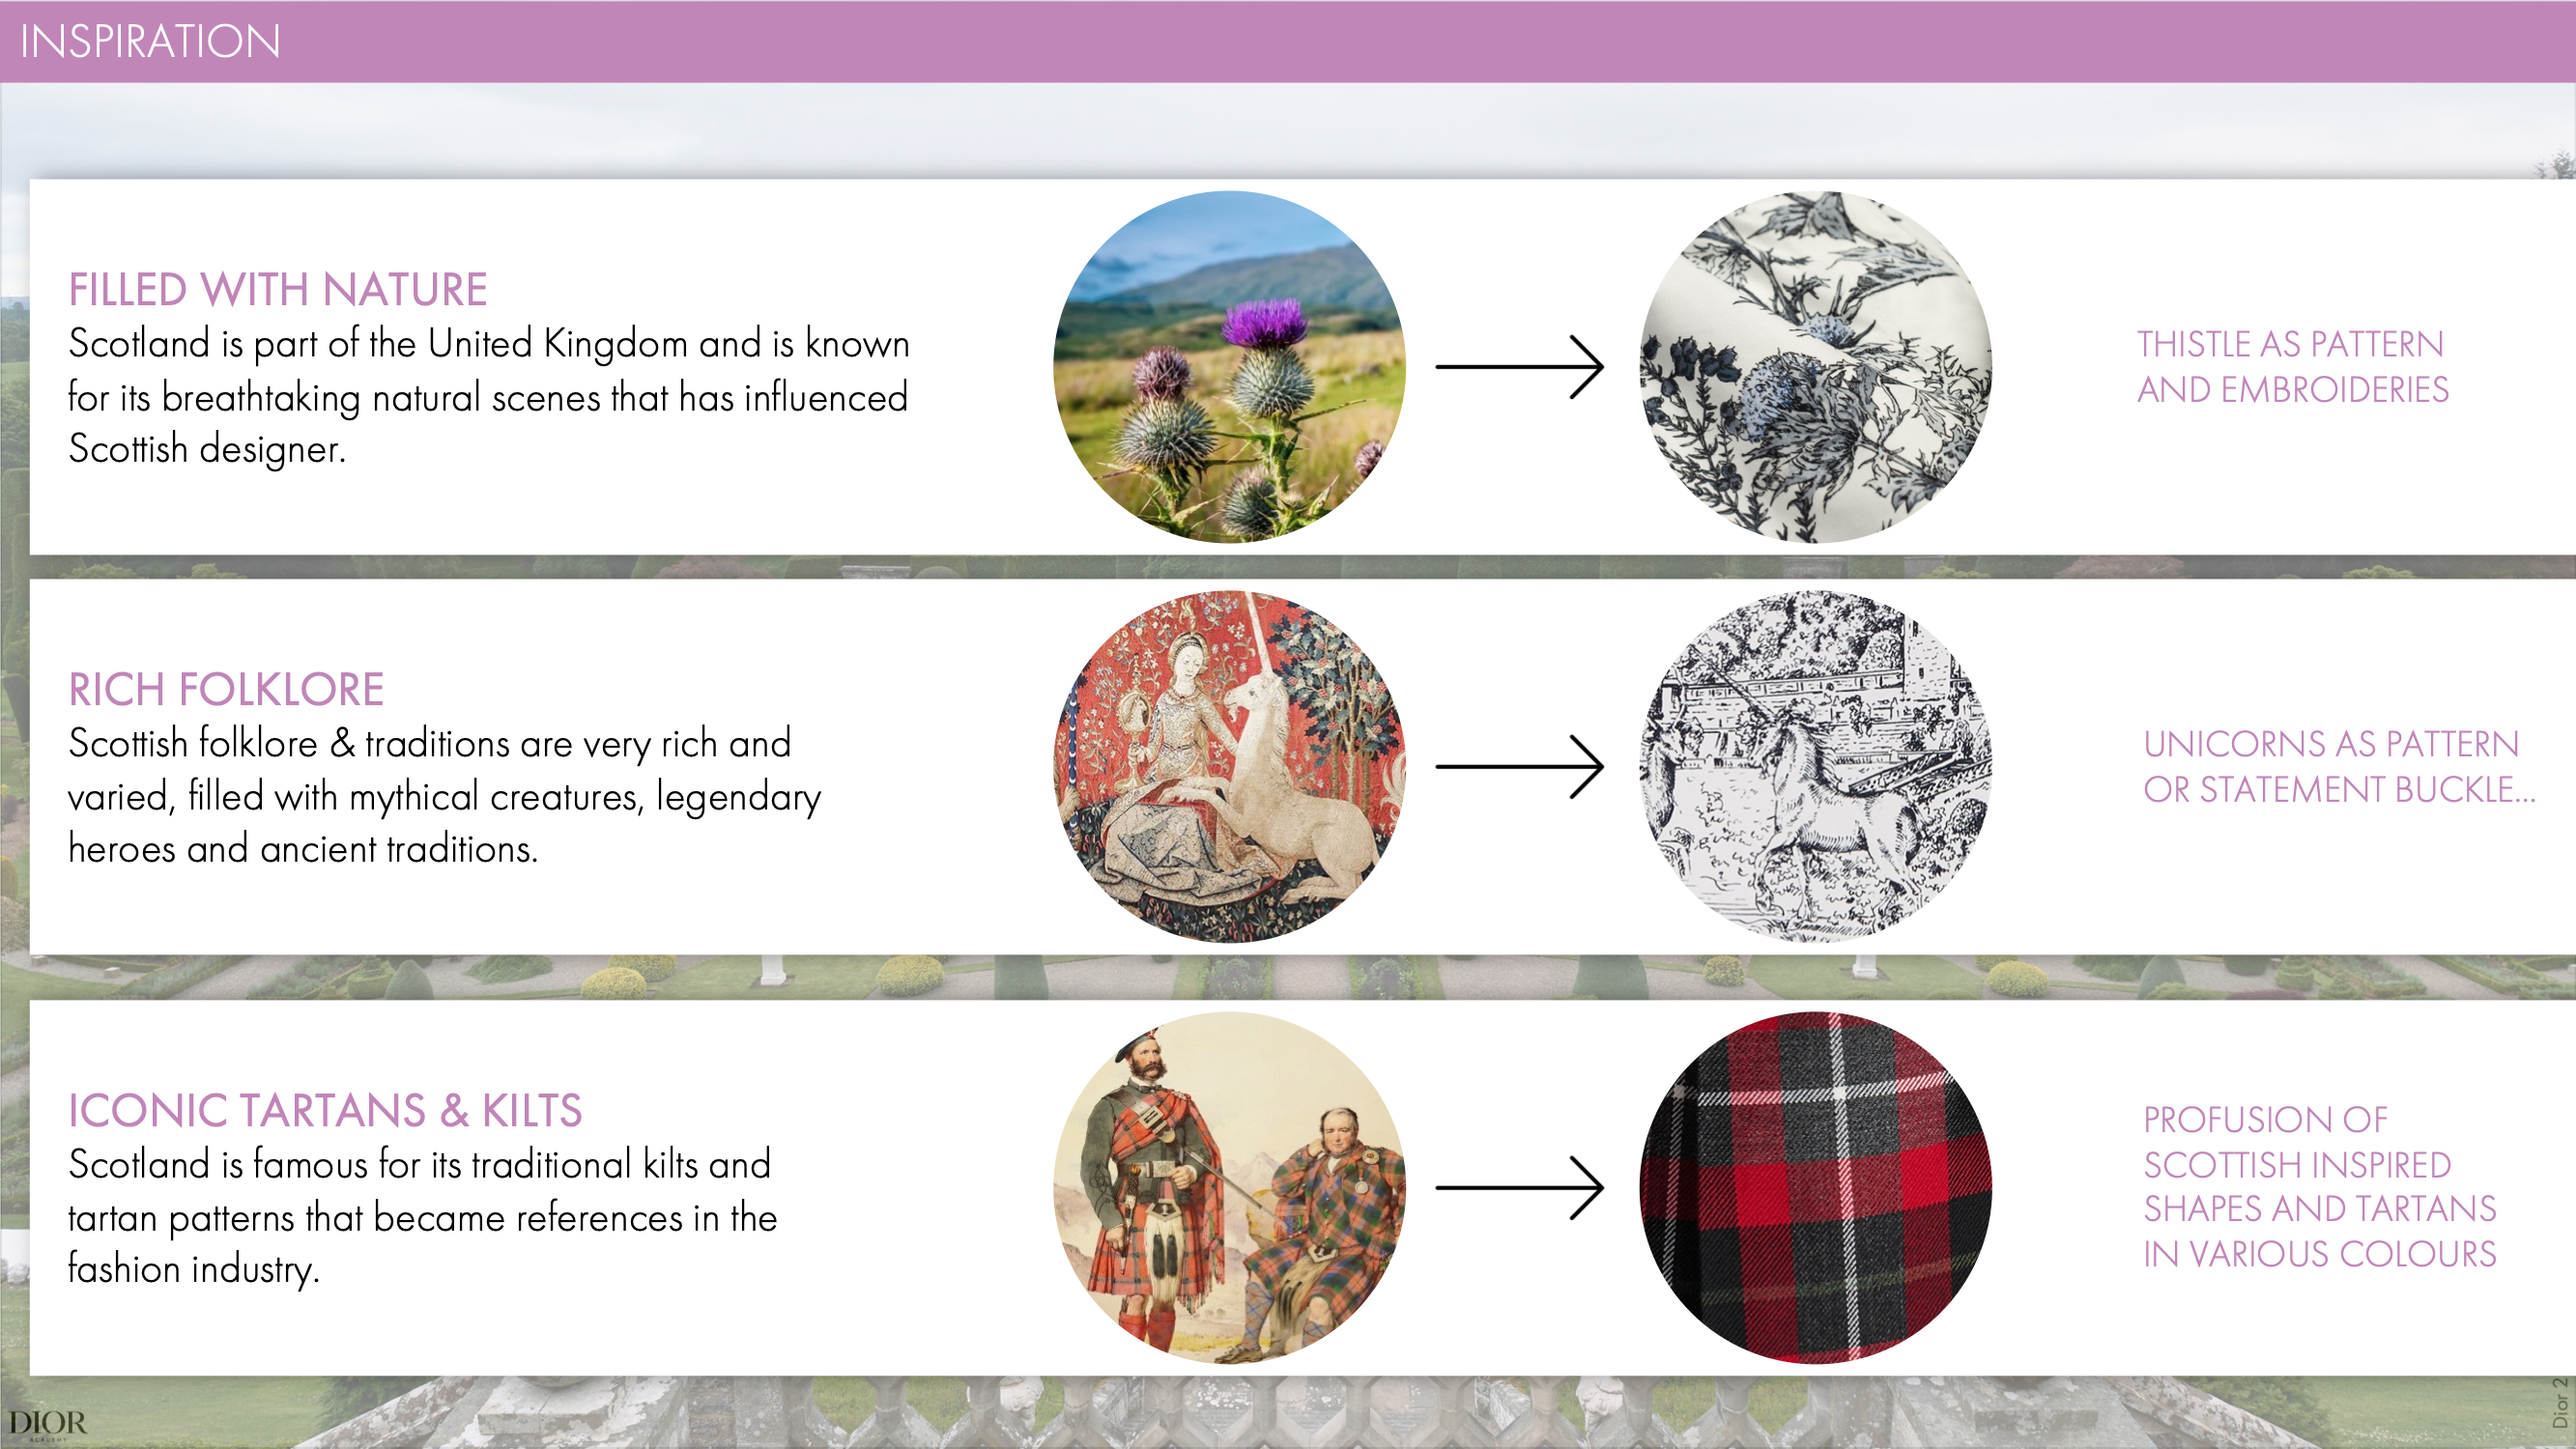 INSPIRATION
FILLED WITH NATURE
Scotland is part of the United Kingdom and is known
for its breathtaking natural scenes that has influenced
Scottish designer.
THISTLE AS PATTERN
AND EMBROIDERIES
RICH FOLKLORE
Scottish folklore & traditions are very rich and
varied, filled with mythical creatures, legendary
heroes and ancient traditions.
UNICORNS AS PATTERN
OR STATEMENT BUCKLE...
ICONIC TARTANS & KILTS
Scotland is famous for its traditional kilts and
tartan patterns that became references in the
fashion industry.
PROFUSION OF
SCOTTISH INSPIRED
SHAPES AND TARTANS
IN VARIOUS COLOURS
DIOR
ACADEMY
Dior 2